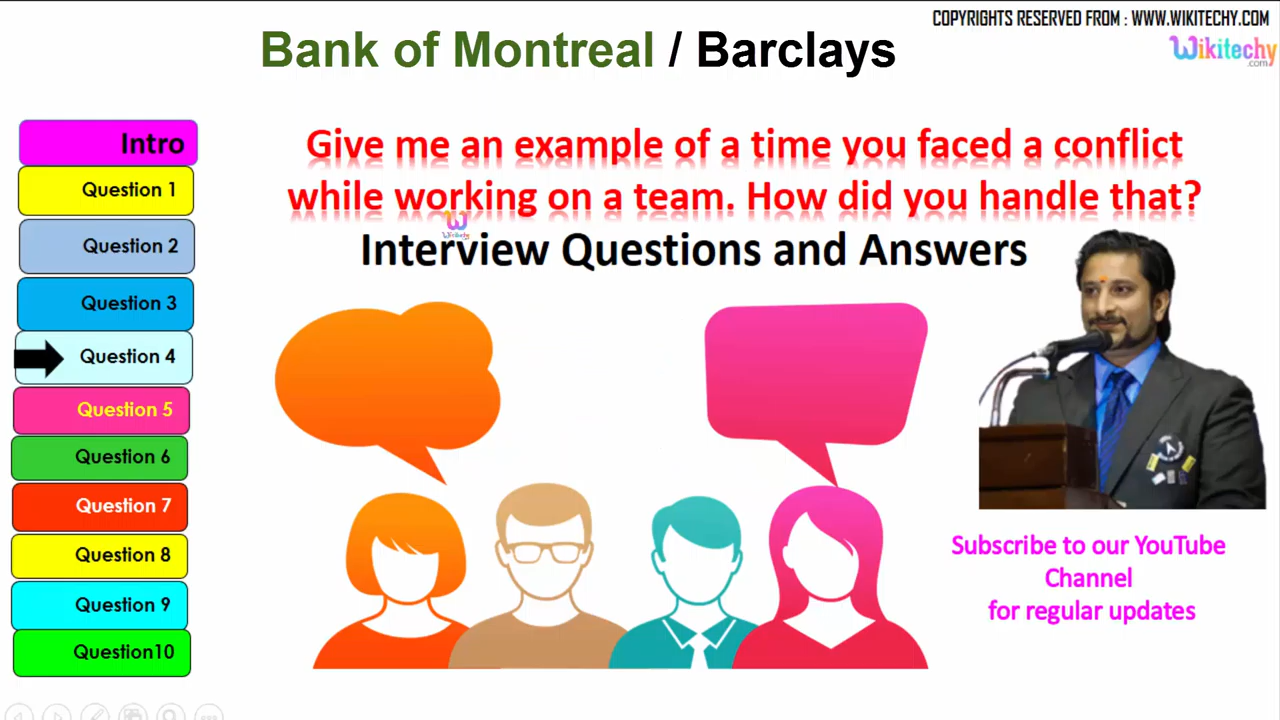 COPYRIGHTS RESERVED FROM : WWW.WIKITECHY.COM
Bank of Montreal / Barclays
Wikitechy
.com
Intro
Question 1
Question 2
Question 3
Question 4
Question 5
Question 6
Question 7
Question 8
Question 9
Question10
Give me an example of a time you faced a conflict
while working on a team. How did you handle that?
Wikitechy
Interview Questions and Answers
Subscribe to our YouTube
Channel
for regular updates